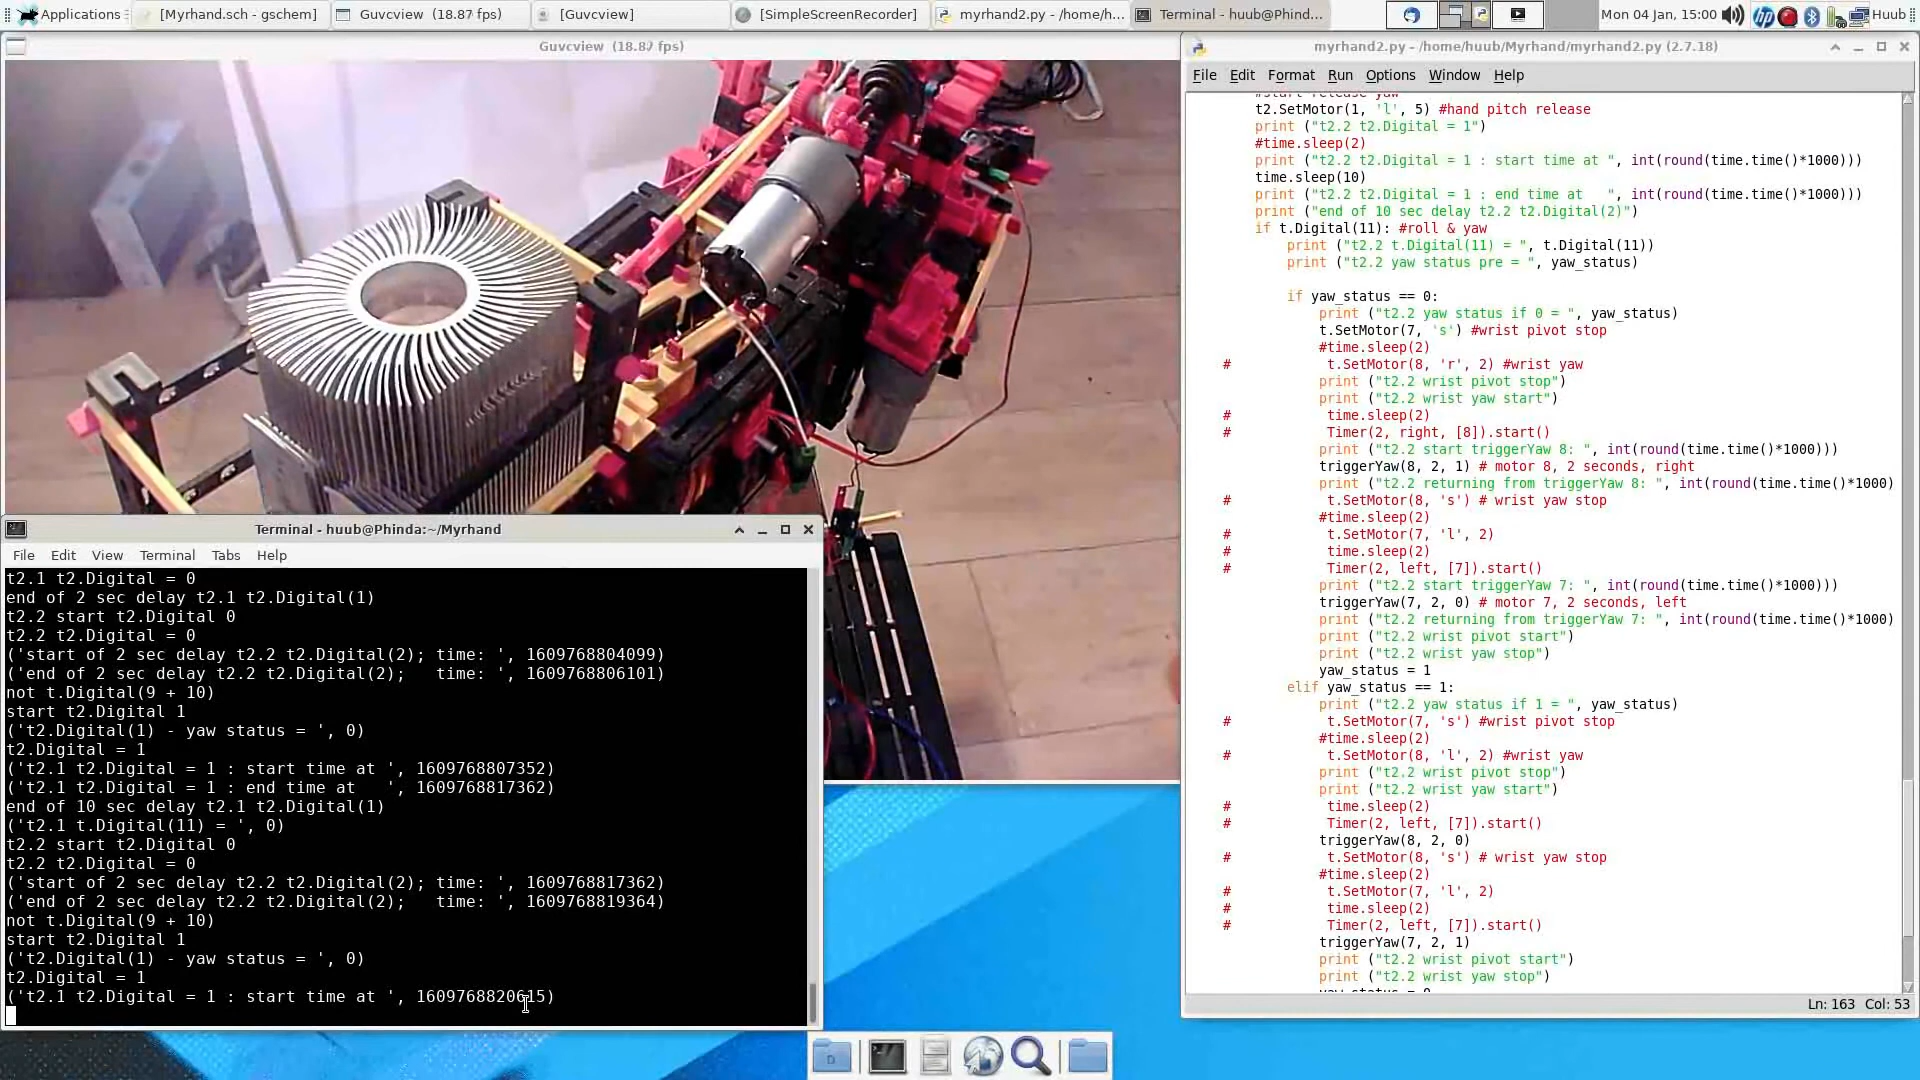 Applications
[Myrhand.sch - gschem]
Guvcview (18.87 fps)
[Guvcview]
[SimpleScreenRecorder]
myrhand2.py - /home/h...
Terminal - huub@Phind...
Mon 04 Jan, 15:00
Huub
Guvcview (18.87 fps)
Terminal - huub@Phinda:~/Myrhand
File Edit View Terminal Tabs Help
t2.1 t2.Digital = 0
end of 2 sec delay t2.1 t2.Digital(1)
t2.2 start t2.Digital 0
t2.2 t2.Digital = 0
('start of 2 sec delay t2.2 t2.Digital(2); time: ', 1609768804099)
('end of 2 sec delay t2.2 t2.Digital(2);   time: ', 1609768806101)
not t.Digital(9 + 10)
start t2.Digital 1
('t2.Digital(1) - yaw status = ', 0)
t2.Digital = 1
('t2.1 t2.Digital = 1 : start time at ', 1609768807352)
('t2.1 t2.Digital = 1 : end time at   ', 1609768817362)
end of 10 sec delay t2.1 t2.Digital(1)
('t2.1 t.Digital(11) = ', 0)
t2.2 start t2.Digital 0
t2.2 t2.Digital = 0
('start of 2 sec delay t2.2 t2.Digital(2); time: ', 1609768817362)
('end of 2 sec delay t2.2 t2.Digital(2);   time: ', 1609768819364)
not t.Digital(9 + 10)
start t2.Digital 1
('t2.Digital(1) - yaw status = ', 0)
t2.Digital = 1
('t2.1 t2.Digital = 1 : start time at ', 1609768820615)
myrhand2.py - /home/huub/Myrhand/myrhand2.py (2.7.18)
File Edit Format Run Options Window Help
#start release yaw
t2.SetMotor(1, 'l', 5) #hand pitch release
print ("t2.2 t2.Digital = 1")
#time.sleep(2)
print ("t2.2 t2.Digital = 1 : start time at ", int(round(time.time()*1000)))
time.sleep(10)
print ("t2.2 t2.Digital = 1 : end time at   ", int(round(time.time()*1000)))
print ("end of 10 sec delay t2.2 t2.Digital(2)")
if t.Digital(11): #roll & yaw
print ("t2.2 t.Digital(11) = ", t.Digital(11))
print ("t2.2 yaw status pre = ", yaw_status)
if yaw_status == 0:
print ("t2.2 yaw status if 0 = ", yaw_status)
t.SetMotor(7, 's') #wrist pivot stop
#time.sleep(2)
# t.SetMotor(8, 'r', 2) #wrist yaw
print ("t2.2 wrist pivot stop")
print ("t2.2 wrist yaw start")
# time.sleep(2)
# Timer(2, right, [8]).start()
print ("t2.2 start triggerYaw 8: ", int(round(time.time()*1000)))
triggerYaw(8, 2, 1) # motor 8, 2 seconds, right
print ("t2.2 returning from triggerYaw 8: ", int(round(time.time()*1000)
# t.SetMotor(8, 's') # wrist yaw stop
#time.sleep(2)
# t.SetMotor(7, 'l', 2)
# time.sleep(2)
# Timer(2, left, [7]).start()
print ("t2.2 start triggerYaw 7: ", int(round(time.time()*1000)))
triggerYaw(7, 2, 0) # motor 7, 2 seconds, left
print ("t2.2 returning from triggerYaw 7: ", int(round(time.time()*1000)
print ("t2.2 wrist pivot start")
print ("t2.2 wrist yaw stop")
yaw_status = 1
elif yaw_status == 1:
print ("t2.2 yaw status if 1 = ", yaw_status)
# t.SetMotor(7, 's') #wrist pivot stop
#time.sleep(2)
# t.SetMotor(8, 'l', 2) #wrist yaw
print ("t2.2 wrist pivot stop")
print ("t2.2 wrist yaw start")
# time.sleep(2)
# Timer(2, left, [7]).start()
triggerYaw(8, 2, 0)
# t.SetMotor(8, 's') # wrist yaw stop
#time.sleep(2)
# t.SetMotor(7, 'l', 2)
# time.sleep(2)
# Timer(2, left, [7]).start()
triggerYaw(7, 2, 1)
print ("t2.2 wrist pivot start")
print ("t2.2 wrist yaw stop")
yaw_status = 0
Ln: 163 Col: 53